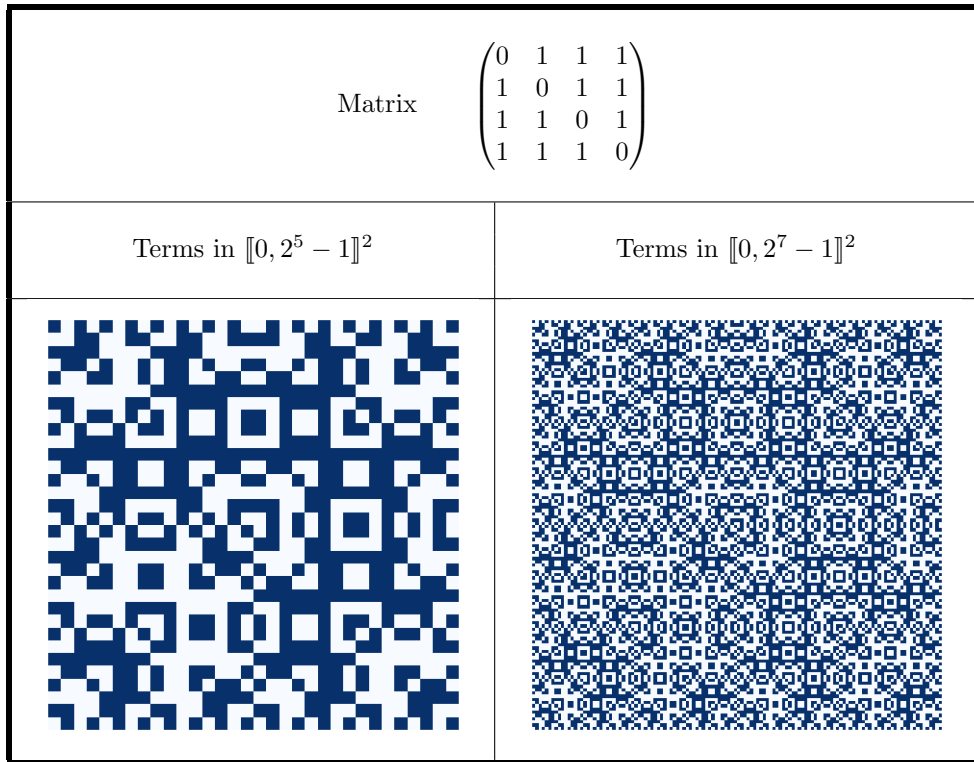 Matrix
0 1 1 1
1 0 1 1
1 1 0 1
1 1 1 0
Terms in ⟦0, 2⁵ − 1⟧²
Terms in ⟦0, 2⁷ − 1⟧²